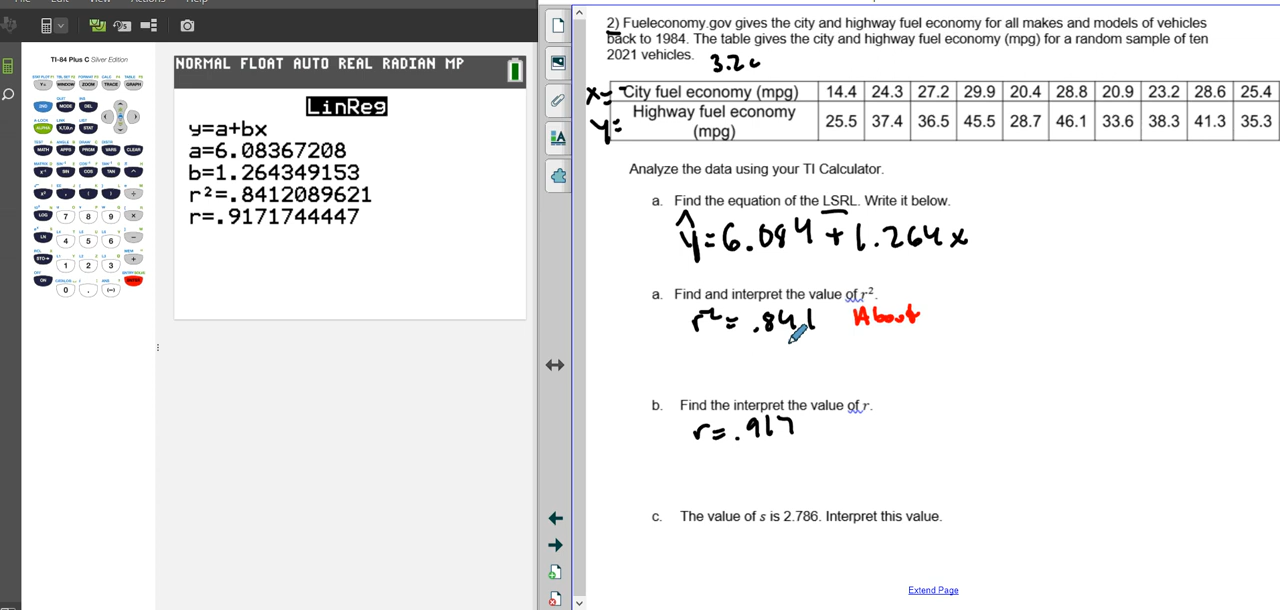 TI-84 Plus C Silver Edition
NORMAL FLOAT AUTO REAL RADIAN MP
LinReg
y=a+bx
a=6.08367208
b=1.264349153
r²=.8412089621
r=.9171744447
2) Fueleconomy.gov gives the city and highway fuel economy for all makes and models of vehicles
back to 1984. The table gives the city and highway fuel economy (mpg) for a random sample of ten
2021 vehicles.
x= City fuel economy (mpg) 14.4 24.3 27.2 29.9 20.4 28.8 20.9 23.2 28.6 25.4
y= Highway fuel economy (mpg) 25.5 37.4 36.5 45.5 28.7 46.1 33.6 38.3 41.3 35.3
Analyze the data using your TI Calculator.
a. Find the equation of the LSRL. Write it below.
ŷ=6.084+1.264x
a. Find and interpret the value of r².
r²=.841 About
b. Find the interpret the value of r.
r=.917
c. The value of s is 2.786. Interpret this value.
Extend Page